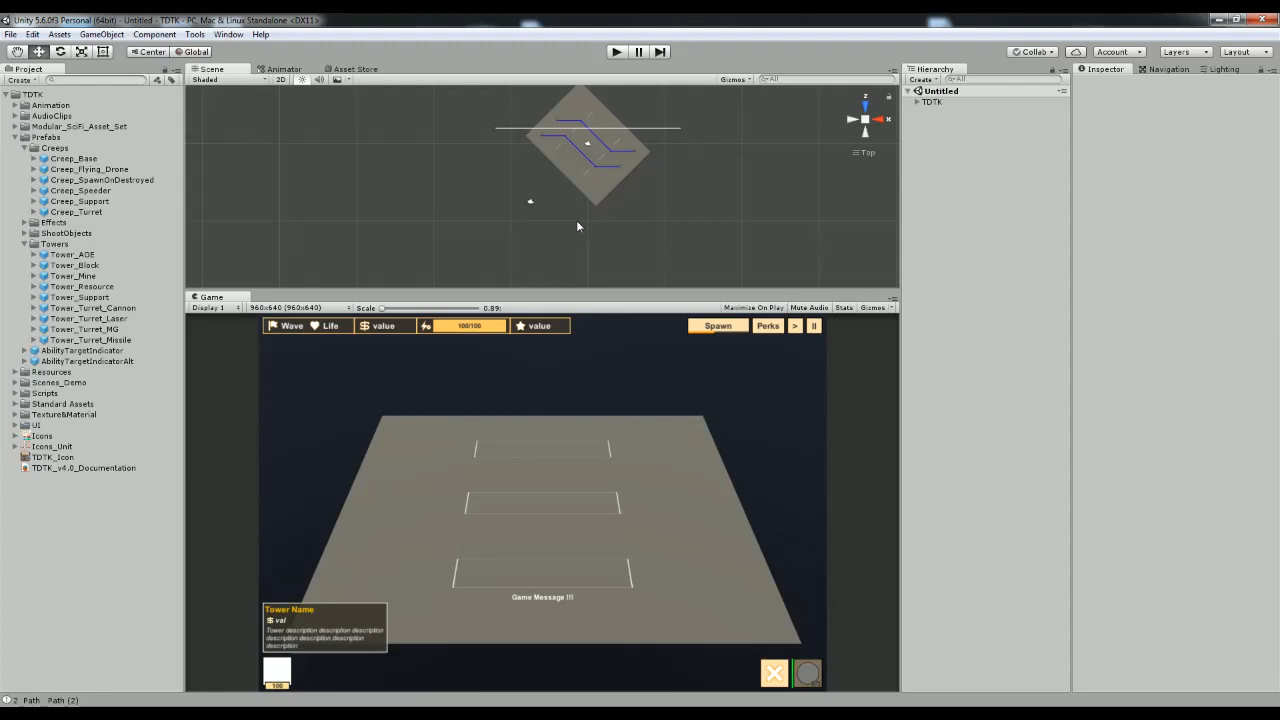 Unity 5.6.0f3 Personal (64bit) - Untitled - TDTK - PC, Mac & Linux Standalone <DX11>
File Edit Assets GameObject Component Tools Window Help
Center Global Collab Account Layers Layout
Project Scene Animator Asset Store Hierarchy Inspector Navigation Lighting
Create Shaded 2D Gizmos All Create All
TDTK
Animation
AudioClips
Modular_SciFi_Asset_Set
Prefabs
Creeps
Creep_Base
Creep_Flying_Drone
Creep_SpawnOnDestroyed
Creep_Speeder
Creep_Support
Creep_Turret
Effects
ShootObjects
Towers
Tower_AOE
Tower_Block
Tower_Mine
Tower_Resource
Tower_Support
Tower_Turret_Cannon
Tower_Turret_Laser
Tower_Turret_MG
Tower_Turret_Missile
AbilityTargetIndicator
AbilityTargetIndicatorAlt
Resources
Scenes_Demo
Scripts
Standard Assets
Texture&Material
UI
Icons
Icons_Unit
TDTK_Icon
TDTK_v4.0_Documentation
z
x
Top
Game
Display 1 960x640 (960x640) Scale 0.89: Maximize On Play Mute Audio Stats Gizmos
Wave Life value 100/100 value Spawn Perks > II
Game Message !!!
Tower Name
$ val
Tower description description description
description description description
description
100
Untitled
TDTK
2 Path Path (2)